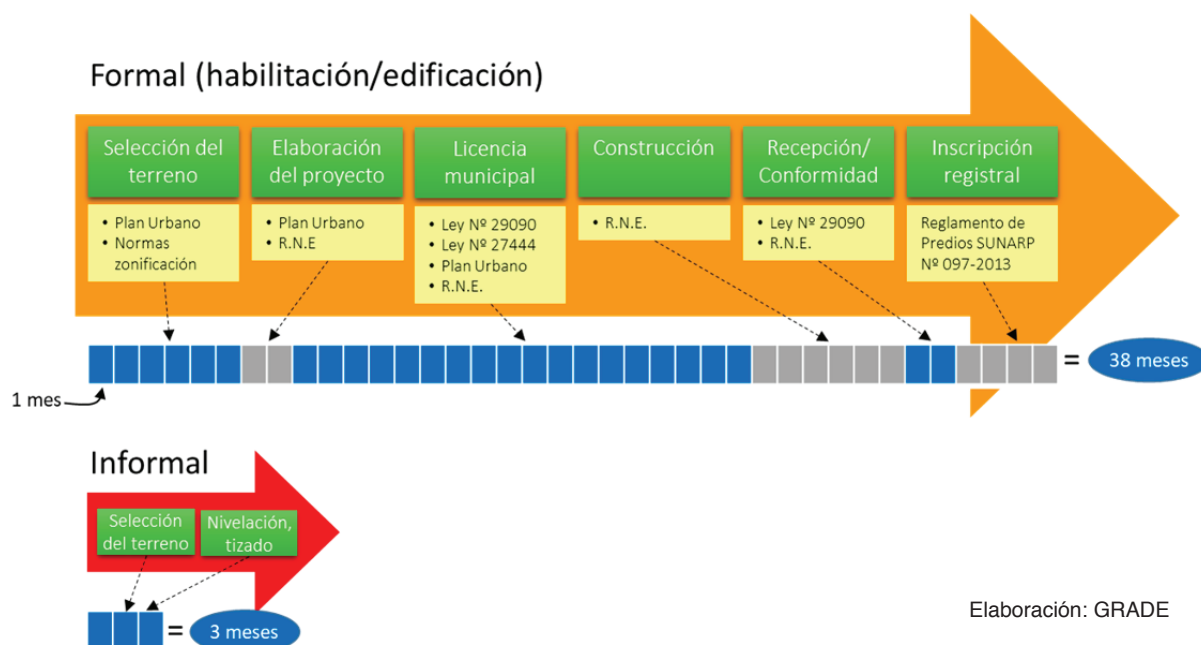 Formal (habilitación/edificación)
Selección del
terreno
Elaboración
del proyecto
Licencia
municipal
Construcción
Recepción/
Conformidad
Inscripción
registral
• Plan Urbano
• Normas
zonificación
• Plan Urbano
• R.N.E
• Ley Nº 29090
• Ley Nº 27444
• Plan Urbano
• R.N.E.
• R.N.E.
• Ley Nº 29090
• R.N.E.
Reglamento de
Predios SUNARP
Nº 097-2013
= 38 meses
1 mes
Informal
Selección
del terreno
Nivelación,
tizado
= 3 meses
Elaboración: GRADE